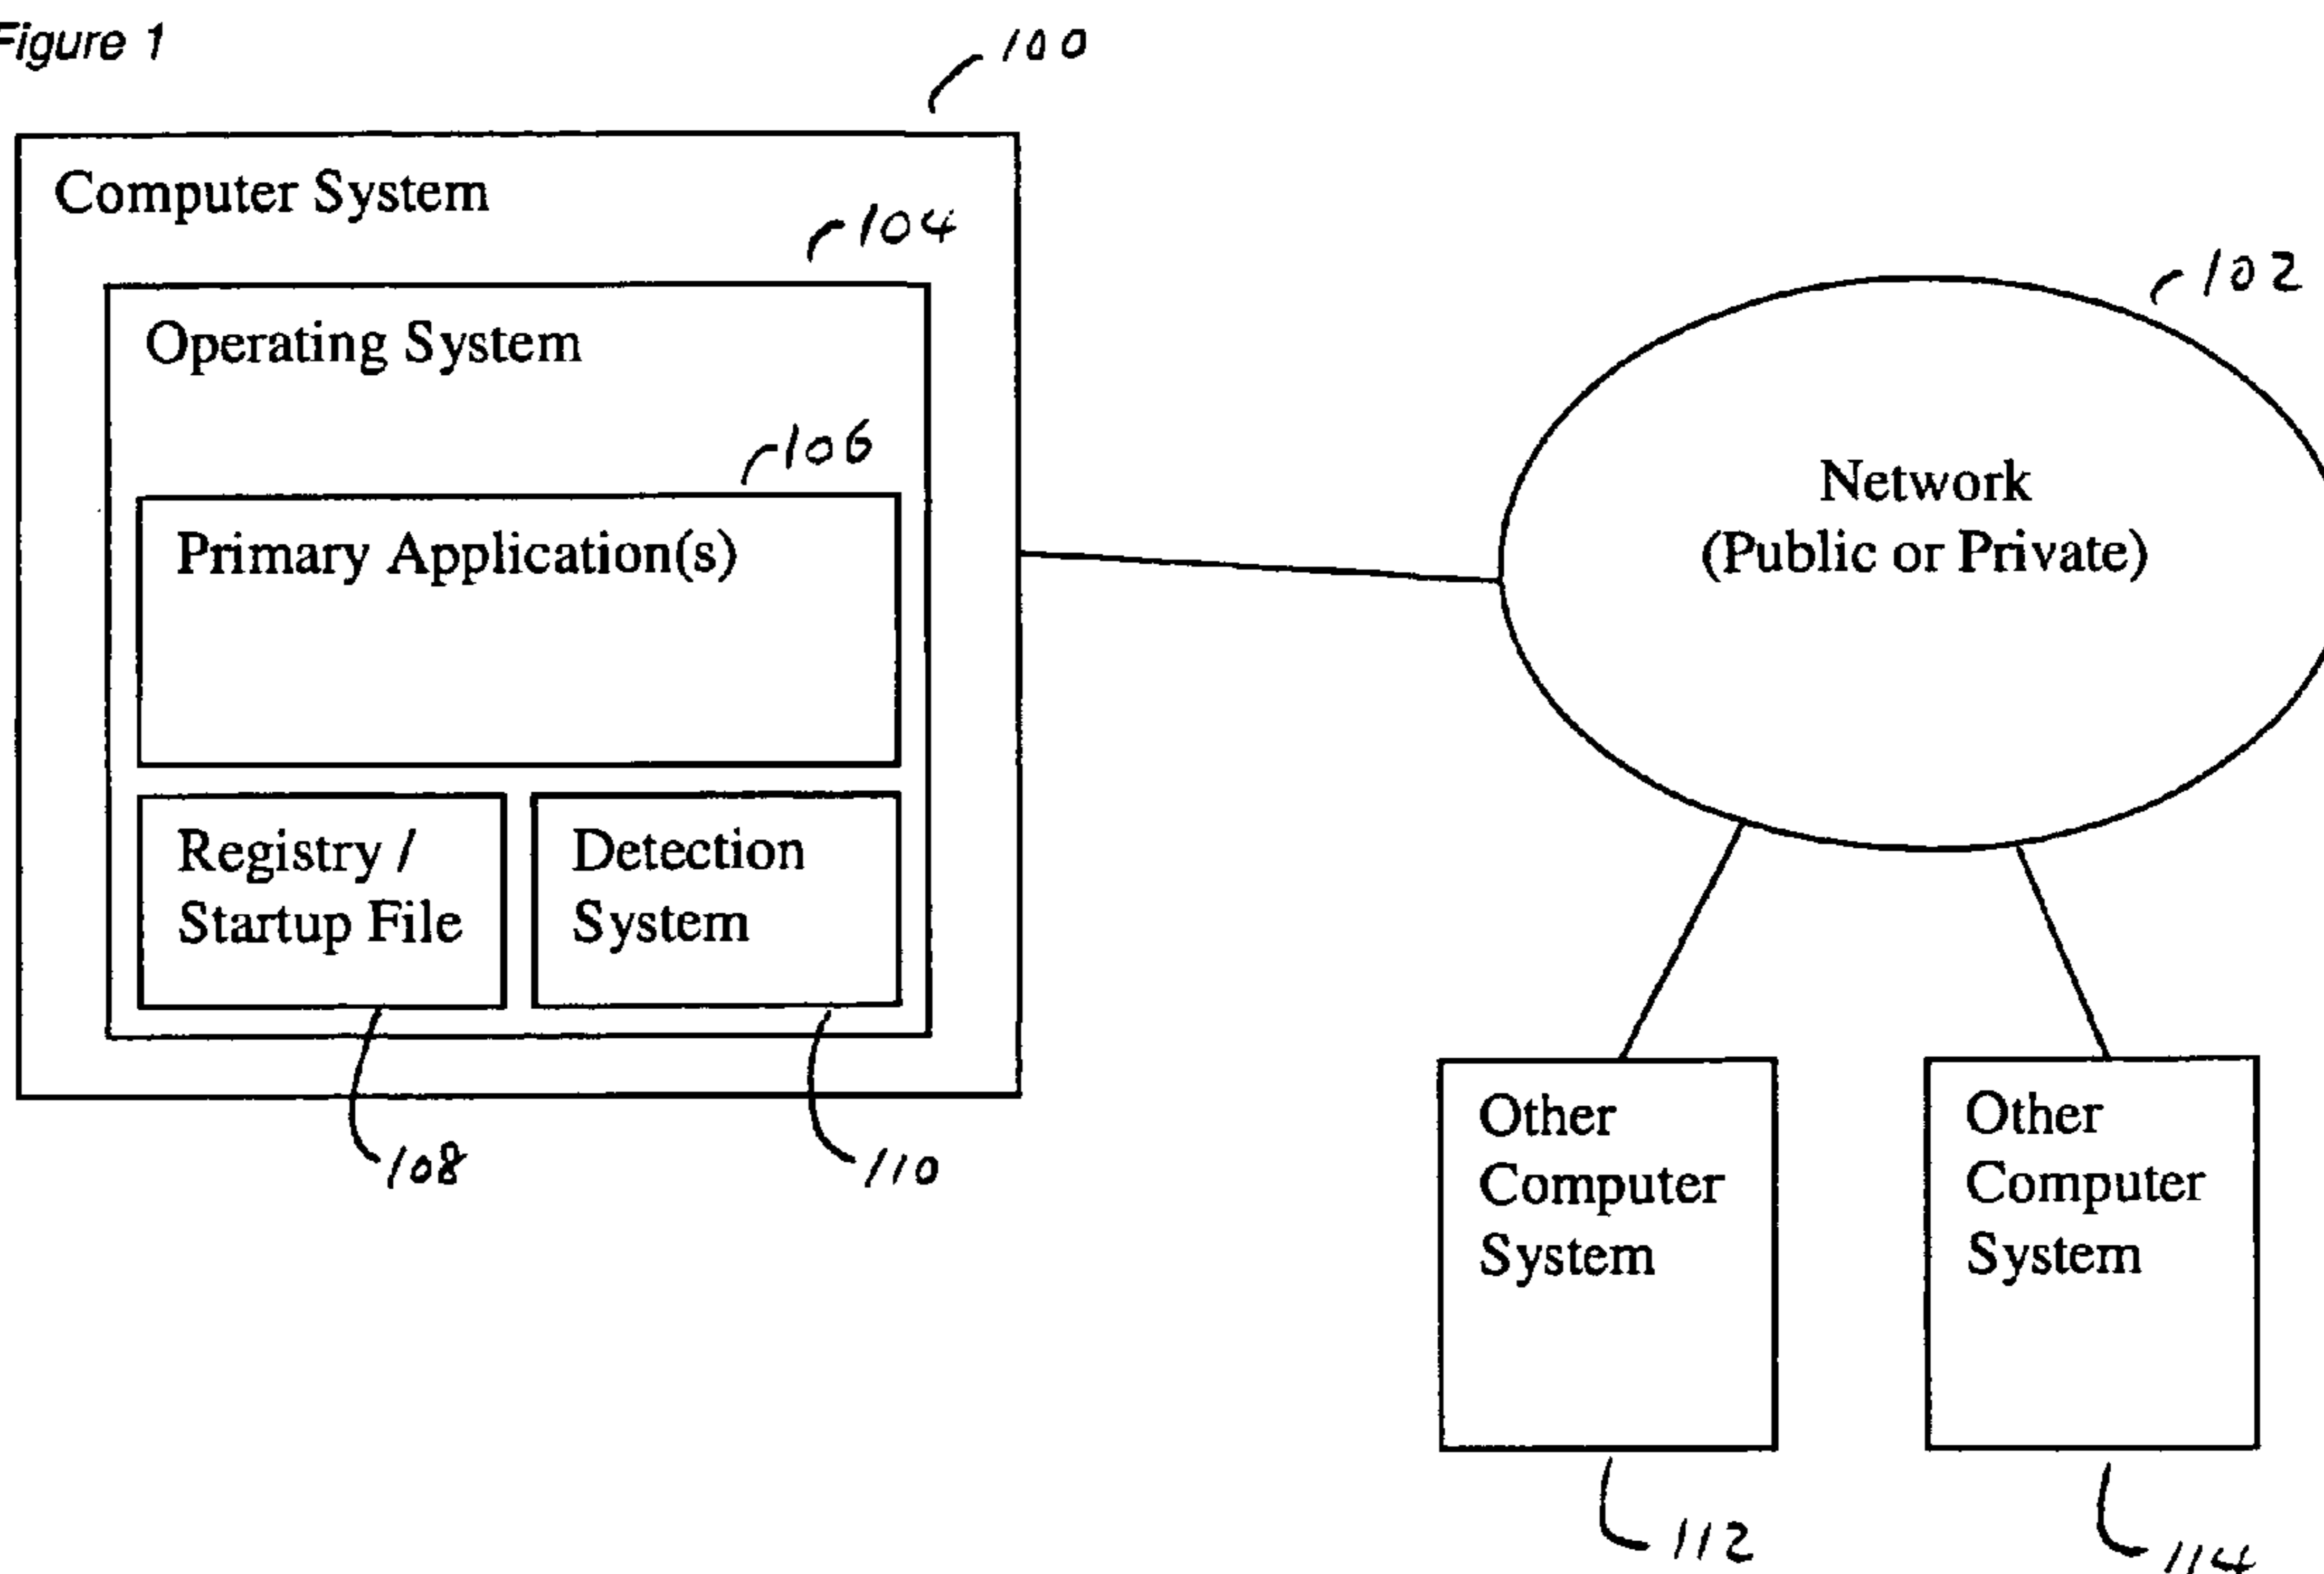 Figure 1
100
Computer System
104
Operating System
106
Primary Application(s)
Registry /
Startup File
Detection
System
108
110
102
Network
(Public or Private)
Other
Computer
System
112
Other
Computer
System
114